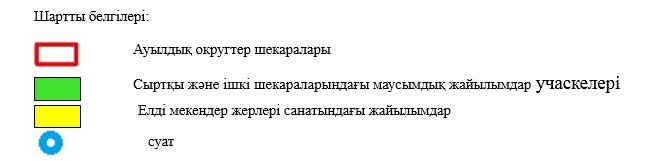 Шартты белгілері:
Ауылдық округтер шекаралары
Сыртқы және ішкі шекараларындағы маусымдық жайылымдар учаскелері
Елді мекендер жерлері санатындағы жайылымдар
суат